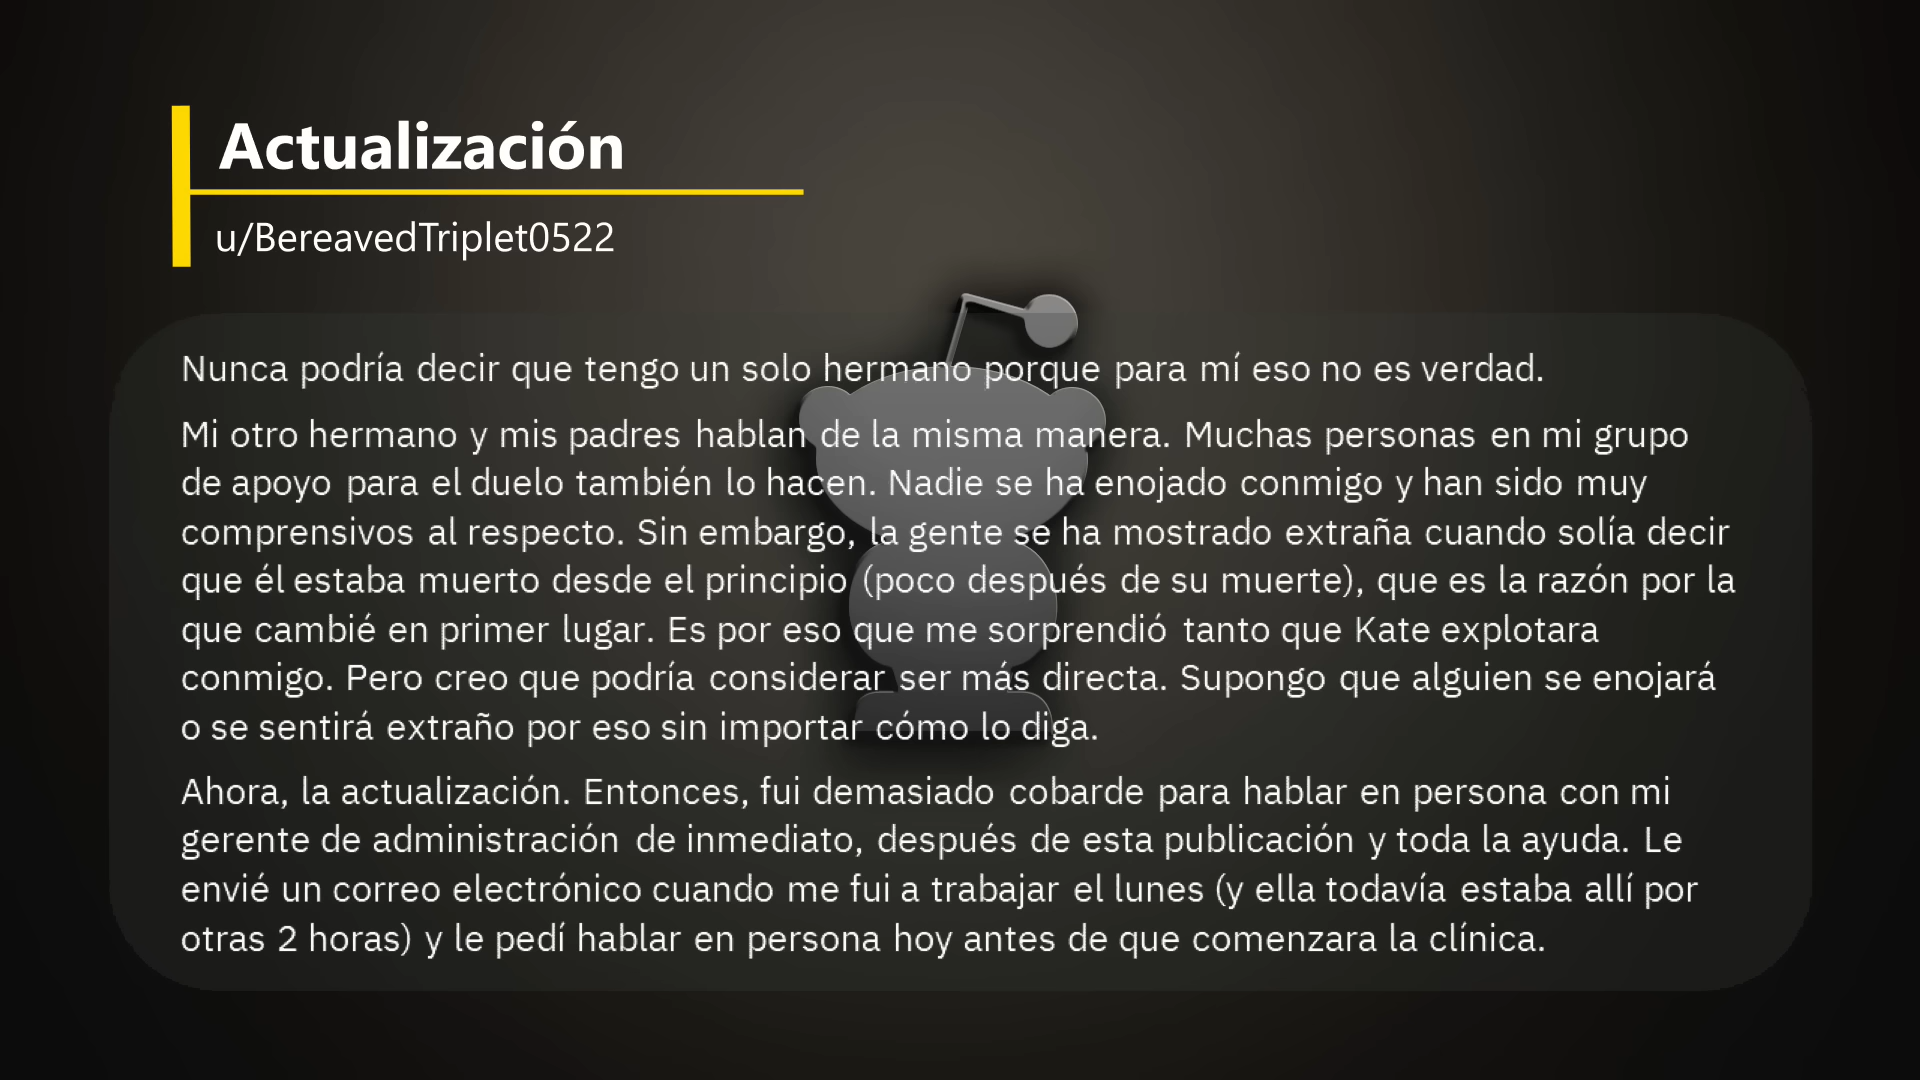 Actualización
u/BereavedTriplet0522
Nunca podría decir que tengo un solo hermano porque para mí eso no es verdad.
Mi otro hermano y mis padres hablan de la misma manera. Muchas personas en mi grupo
de apoyo para el duelo también lo hacen. Nadie se ha enojado conmigo y han sido muy
comprensivos al respecto. Sin embargo, la gente se ha mostrado extraña cuando solía decir
que él estaba muerto desde el principio (poco después de su muerte), que es la razón por la
que cambié en primer lugar. Es por eso que me sorprendió tanto que Kate explotara
conmigo. Pero creo que podría considerar ser más directa. Supongo que alguien se enojará
o se sentirá extraño por eso sin importar cómo lo diga.
Ahora, la actualización. Entonces, fui demasiado cobarde para hablar en persona con mi
gerente de administración de inmediato, después de esta publicación y toda la ayuda. Le
envié un correo electrónico cuando me fui a trabajar el lunes (y ella todavía estaba allí por
otras 2 horas) y le pedí hablar en persona hoy antes de que comenzara la clínica.